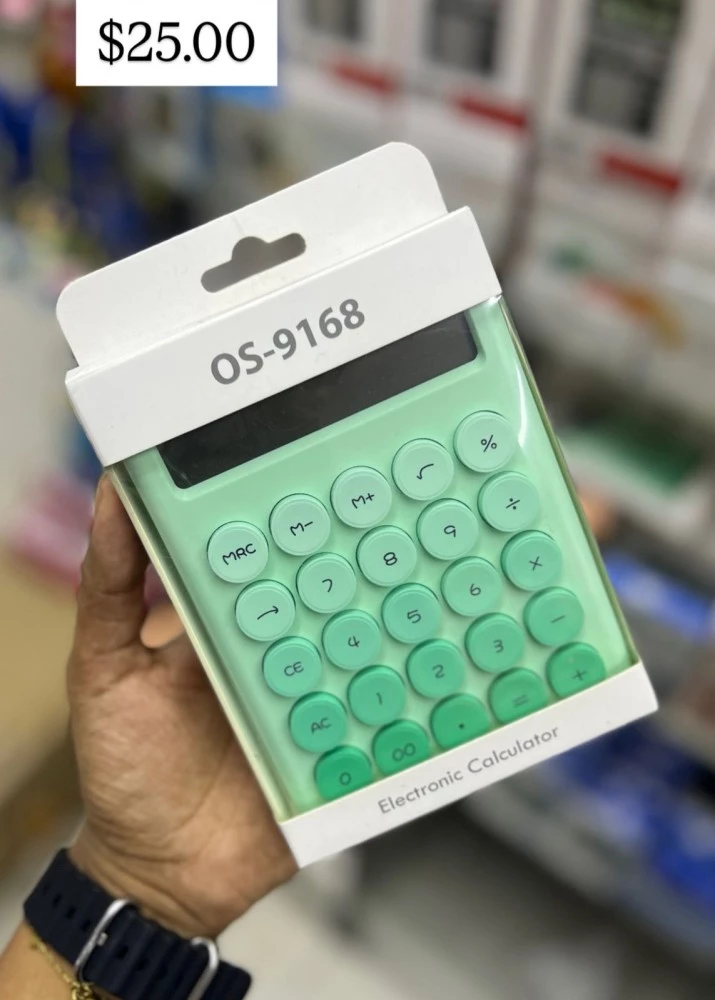 $25.00
OS-9168
MRC M- M+ √ %
→ 7 8 9 ÷
CE 4 5 6 ×
AC 1 2 3 −
0 00 . = +
Electronic Calculator